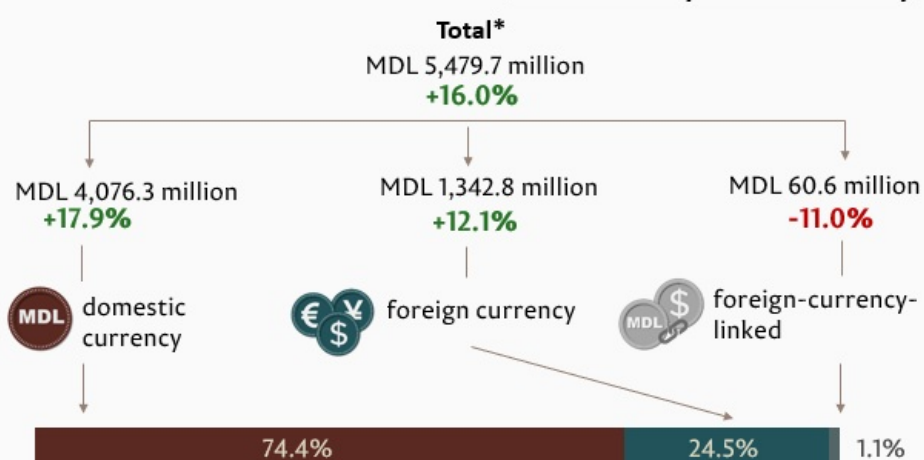 Total*
MDL 5,479.7 million
+16.0%
MDL 4,076.3 million
+17.9%
MDL 1,342.8 million
+12.1%
MDL 60.6 million
-11.0%
MDL
domestic
currency
€ ¥
$
foreign currency
$
MDL
foreign-currency-
linked
74.4%
24.5%
1.1%